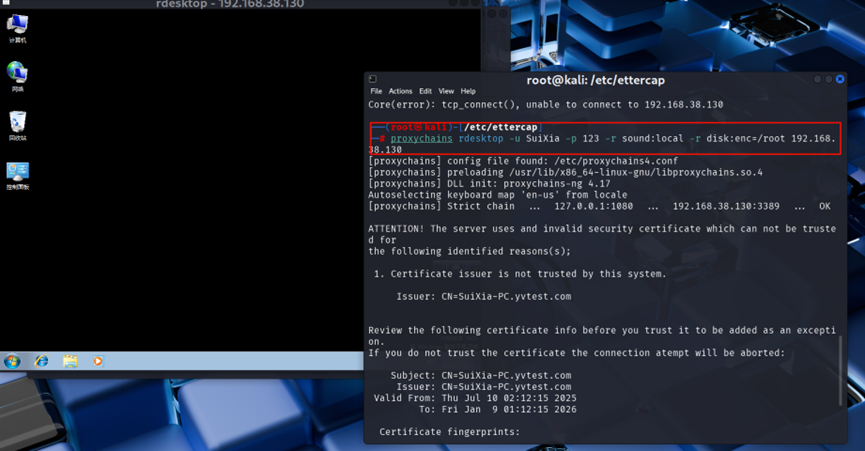 rdesktop - 192.168.38.130
计算机
网络
回收站
控制面板
root@kali: /etc/ettercap
File Actions Edit View Help
Core(error): tcp_connect(), unable to connect to 192.168.38.130
(root㉿kali)-[/etc/ettercap]
# proxychains rdesktop -u SuiXia -p 123 -r sound:local -r disk:enc=/root 192.168.
38.130
[proxychains] config file found: /etc/proxychains4.conf
[proxychains] preloading /usr/lib/x86_64-linux-gnu/libproxychains.so.4
[proxychains] DLL init: proxychains-ng 4.17
Autoselecting keyboard map 'en-us' from locale
[proxychains] Strict chain ... 127.0.0.1:1080 ... 192.168.38.130:3389 ... OK
ATTENTION! The server uses and invalid security certificate which can not be truste
d for
the following identified reasons(s);
1. Certificate issuer is not trusted by this system.
Issuer: CN=SuiXia-PC.yvtest.com
Review the following certificate info before you trust it to be added as an excepti
on.
If you do not trust the certificate the connection atempt will be aborted:
Subject: CN=SuiXia-PC.yvtest.com
Issuer: CN=SuiXia-PC.yvtest.com
Valid From: Thu Jul 10 02:12:15 2025
To: Fri Jan 9 01:12:15 2026
Certificate fingerprints: